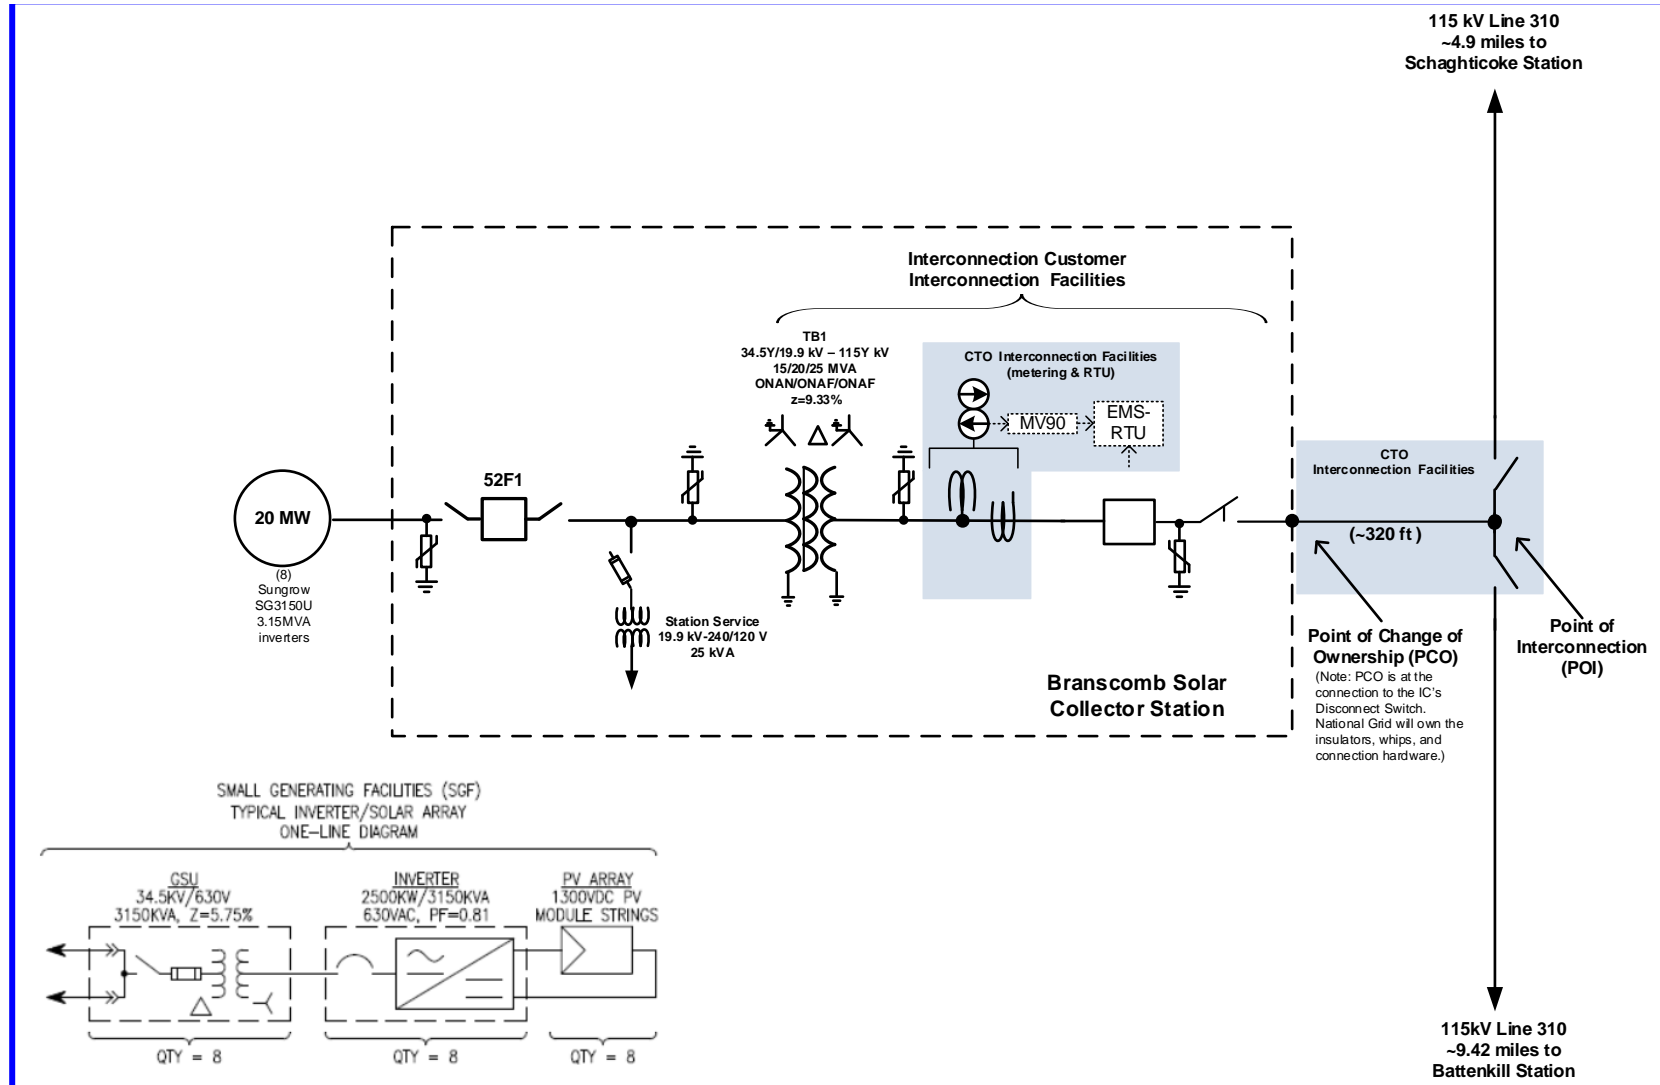 115 kV Line 310
~4.9 miles to
Schaghticoke Station
Interconnection Customer
Interconnection Facilities
TB1
34.5Y/19.9 kV – 115Y kV
15/20/25 MVA
ONAN/ONAF/ONAF
z=9.33%
CTO Interconnection Facilities
(metering & RTU)
MV90
EMS-
RTU
CTO
Interconnection Facilities
52F1
20 MW
(~320 ft )
(8)
Sungrow
SG3150U
3.15MVA
inverters
Station Service
19.9 kV-240/120 V
25 kVA
Point of Change of
Ownership (PCO)
(Note: PCO is at the
connection to the IC's
Disconnect Switch.
National Grid will own the
insulators, whips, and
connection hardware.)
Point of
Interconnection
(POI)
Branscomb Solar
Collector Station
SMALL GENERATING FACILITIES (SGF)
TYPICAL INVERTER/SOLAR ARRAY
ONE-LINE DIAGRAM
GSU
34.5KV/630V
3150KVA, Z=5.75%
INVERTER
2500KW/3150KVA
630VAC, PF=0.81
PV ARRAY
1300VDC PV
MODULE STRINGS
QTY = 8
QTY = 8
QTY = 8
115kV Line 310
~9.42 miles to
Battenkill Station